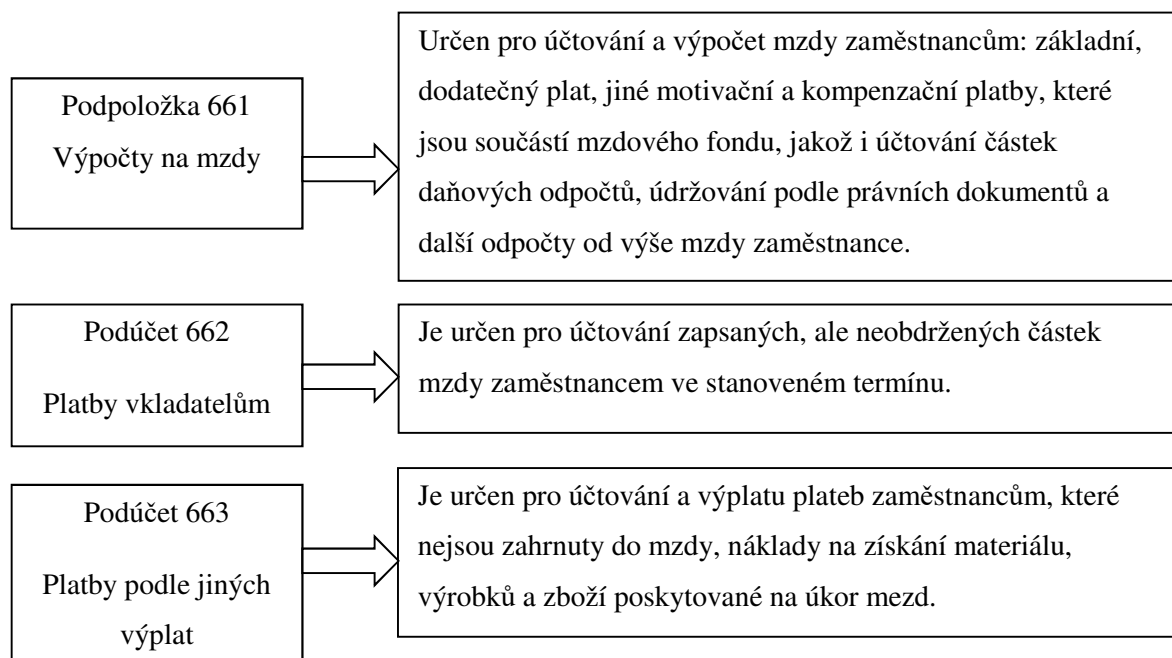 Podpoložka 661
Výpočty na mzdy
Určen pro účtování a výpočet mzdy zaměstnancům: základní,
dodatečný plat, jiné motivační a kompenzační platby, které
jsou součástí mzdového fondu, jakož i účtování částek
daňových odpočtů, údržování podle právních dokumentů a
další odpočty od výše mzdy zaměstnance.
Podúčet 662
Platby vkladatelům
Je určen pro účtování zapsaných, ale neobdržených částek
mzdy zaměstnancem ve stanoveném termínu.
Podúčet 663
Platby podle jiných
výplat
Je určen pro účtování a výplatu plateb zaměstnancům, které
nejsou zahrnuty do mzdy, náklady na získání materiálu,
výrobků a zboží poskytované na úkor mezd.